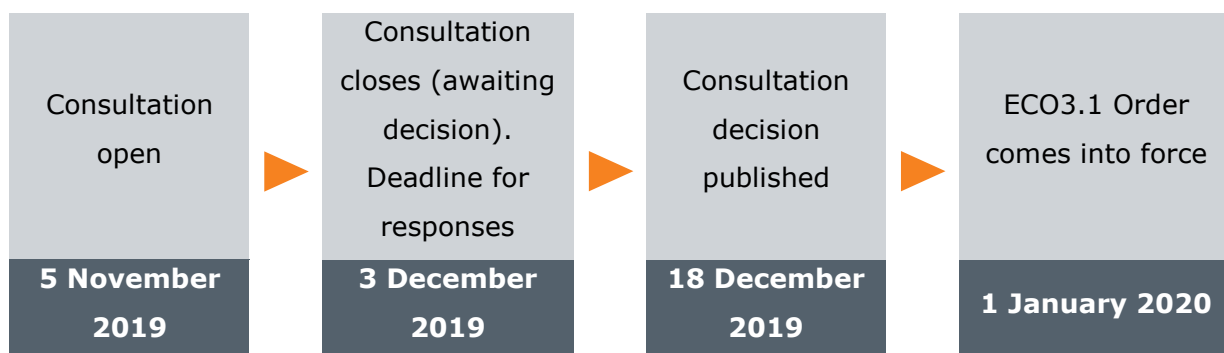 Consultation
open
5 November
2019
Consultation
closes (awaiting
decision).
Deadline for
responses
3 December
2019
Consultation
decision
published
18 December
2019
ECO3.1 Order
comes into force
1 January 2020